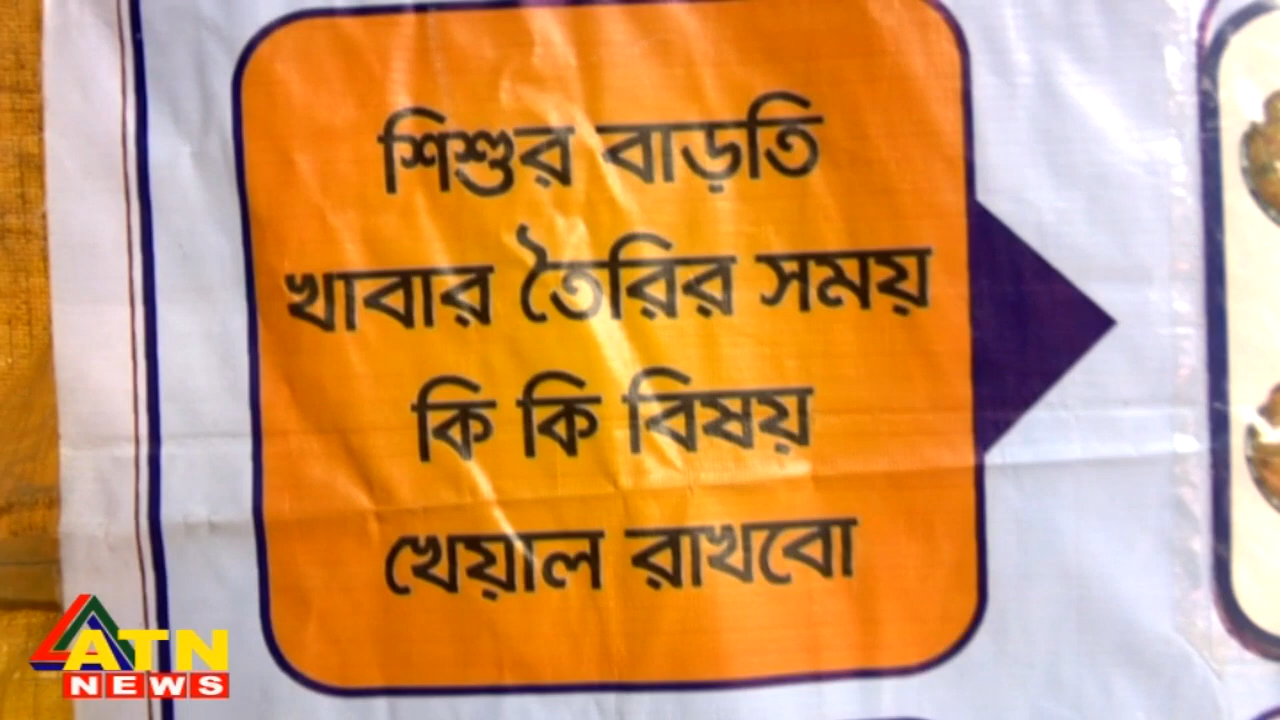 শিশুর বাড়তি
খাবার তৈরির সময়
কি কি বিষয়
খেয়াল রাখবো
ATN
NEWS